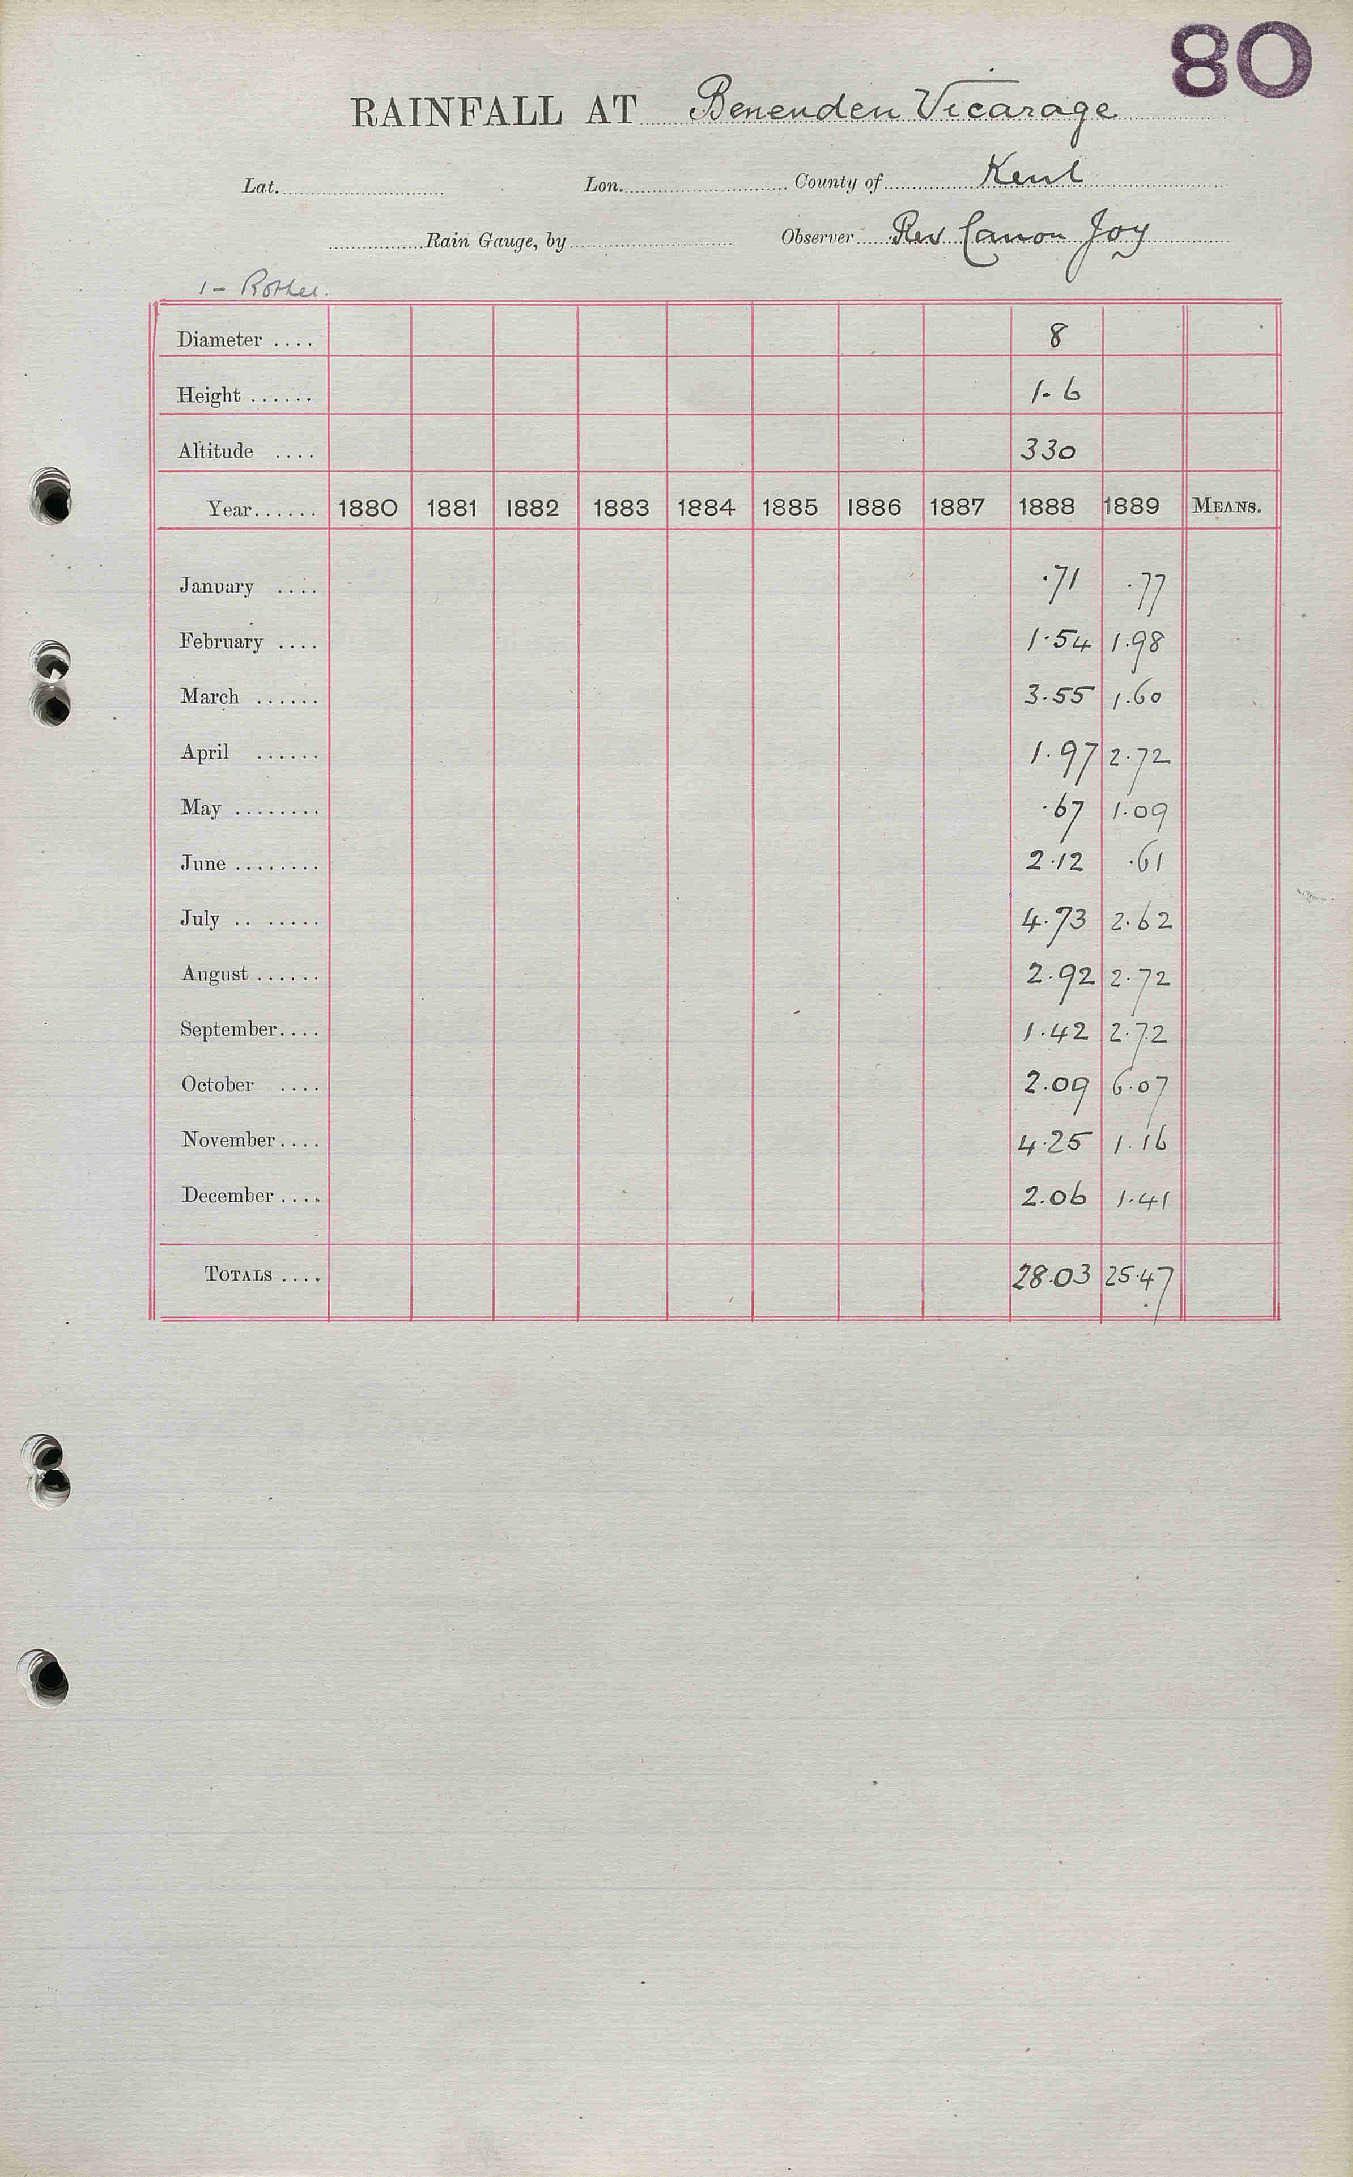 80
RAINFALL AT Benenden Vicarage
Lat. Lon. County of Kent
Rain Gauge, by Observer Rev Canon Joy
1 - Rother.
Diameter .... 8
Height ...... 1-6
Altitude .... 330
Year...... 1880 1881 1882 1883 1884 1885 1886 1887 1888 1889 MEANS.
January .... .71 .77
February .... 1.54 1.98
March ...... 3.55 1.60
April ...... 1.97 2.72
May ........ .67 1.09
June ........ 2.12 .61
July .. ..... 4.73 2.62
August ...... 2.92 2.72
September.... 1.42 2.72
October .... 2.09 6.07
November.... 4.25 1.16
December.... 2.06 1.41
TOTALS .... 28.03 25.47